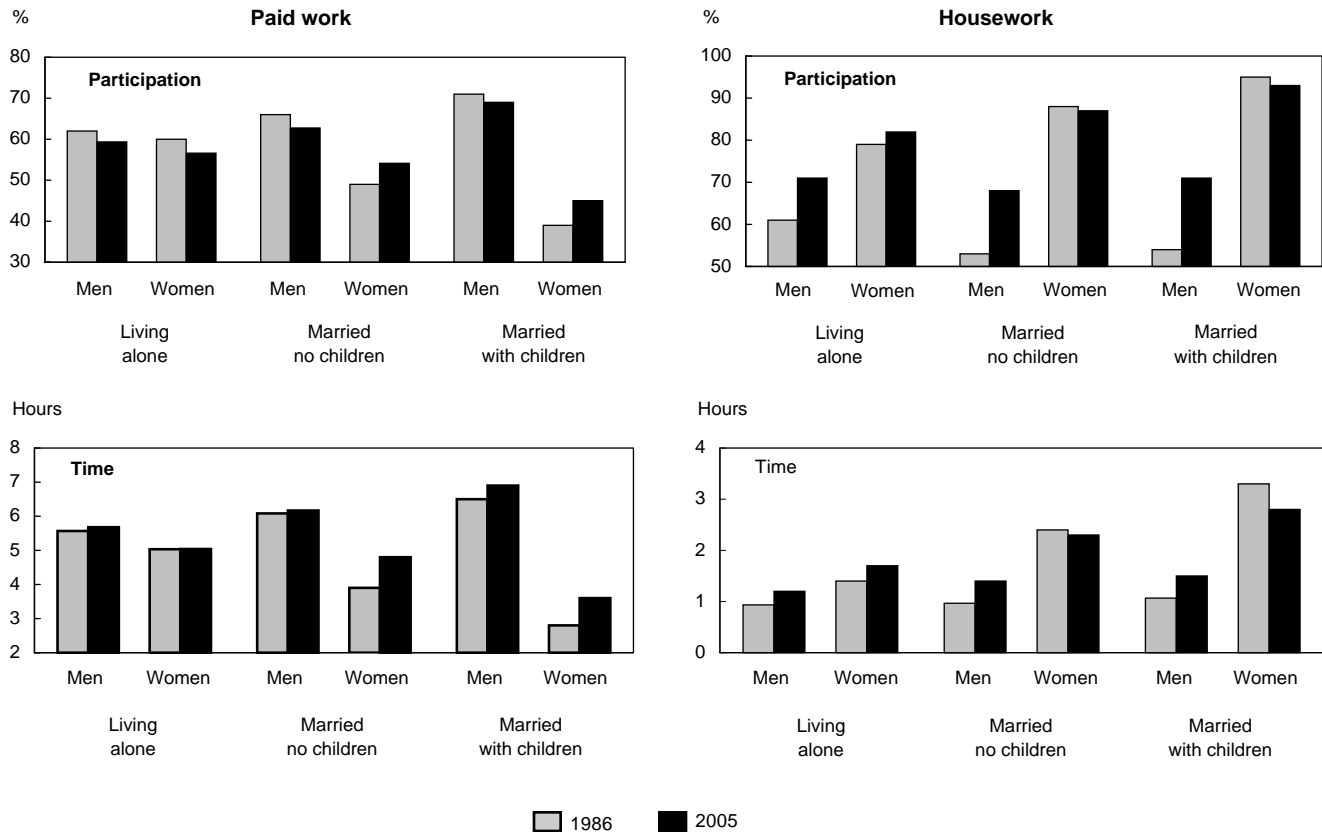 % Paid work
80
70
60
50
40
30
Participation
Men Women Men Women Men Women
Living alone
Married no children
Married with children
% Housework
100
90
80
70
60
50
Participation
Men Women Men Women Men Women
Living alone
Married no children
Married with children
Hours
8
7
6
5
4
3
2
Time
Men Women Men Women Men Women
Living alone
Married no children
Married with children
Hours
4
3
2
1
0
Time
Men Women Men Women Men Women
Living alone
Married no children
Married with children
1986 2005